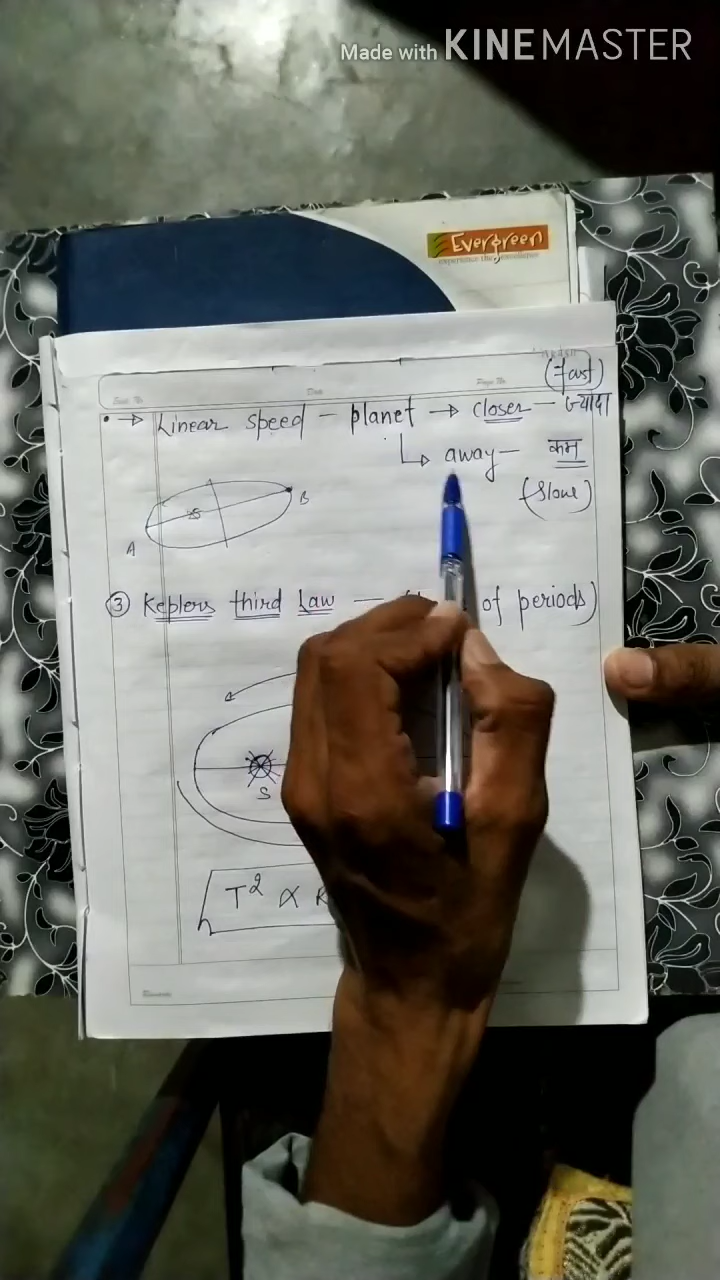 Made with KINEMASTER
Evergreen
(fast)
• → Linear speed – planet → closer – ज्यादा
↳ away – कम
(Slow)
S
B
A
③ Keplers third Law — of periods)
S
T² ∝ R